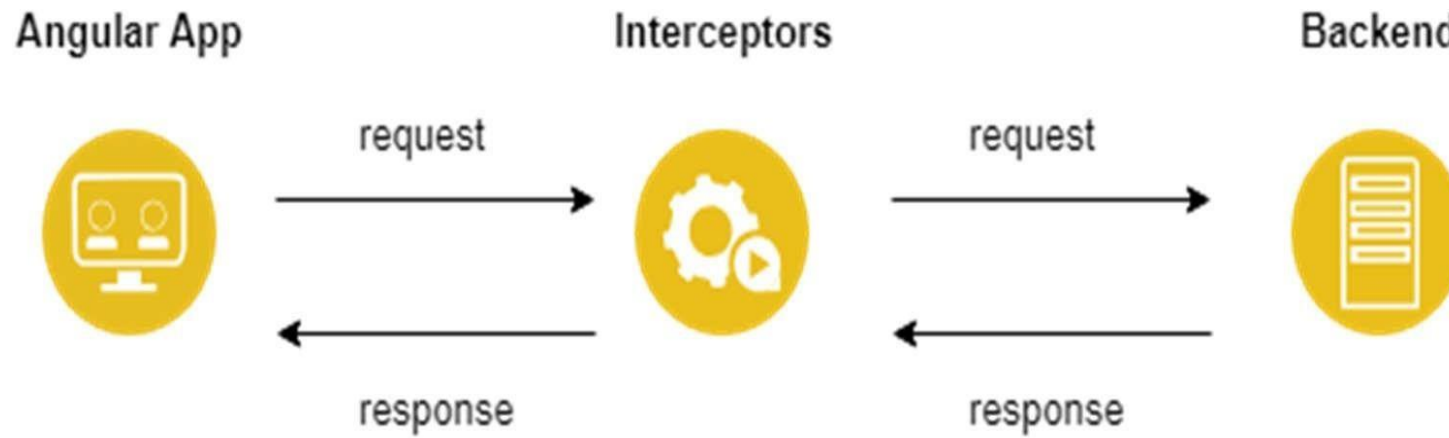 Angular App
Interceptors
Backend
request
request
response
response